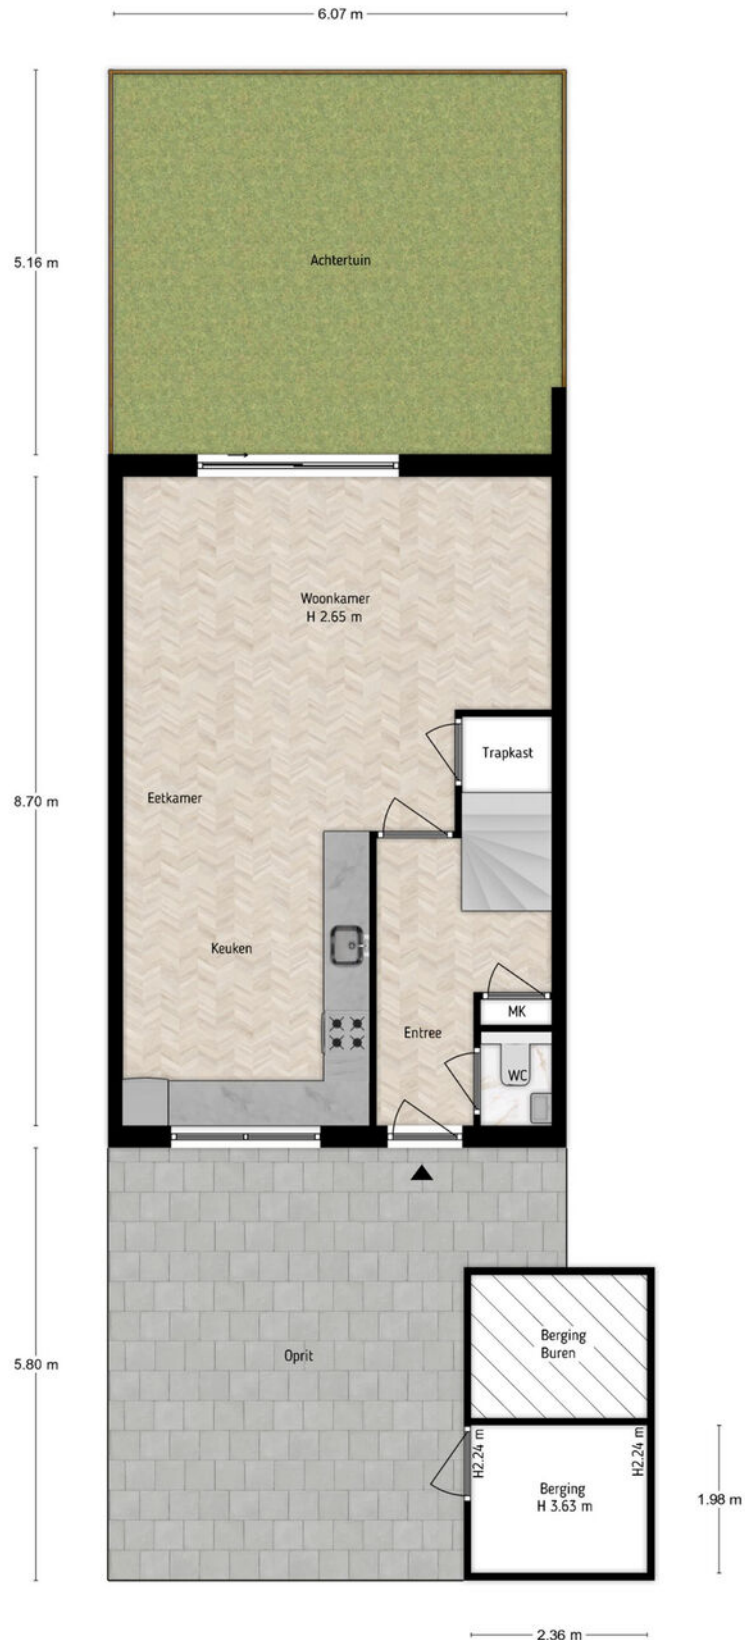 6.07 m
5.16 m
Achtertuin
Woonkamer
H 2.65 m
Trapkast
8.70 m
Eetkamer
Keuken
MK
Entree
WC
Berging
Buren
Oprit
5.80 m
H2.24 m
H2.24 m
Berging
H 3.63 m
1.98 m
2.36 m